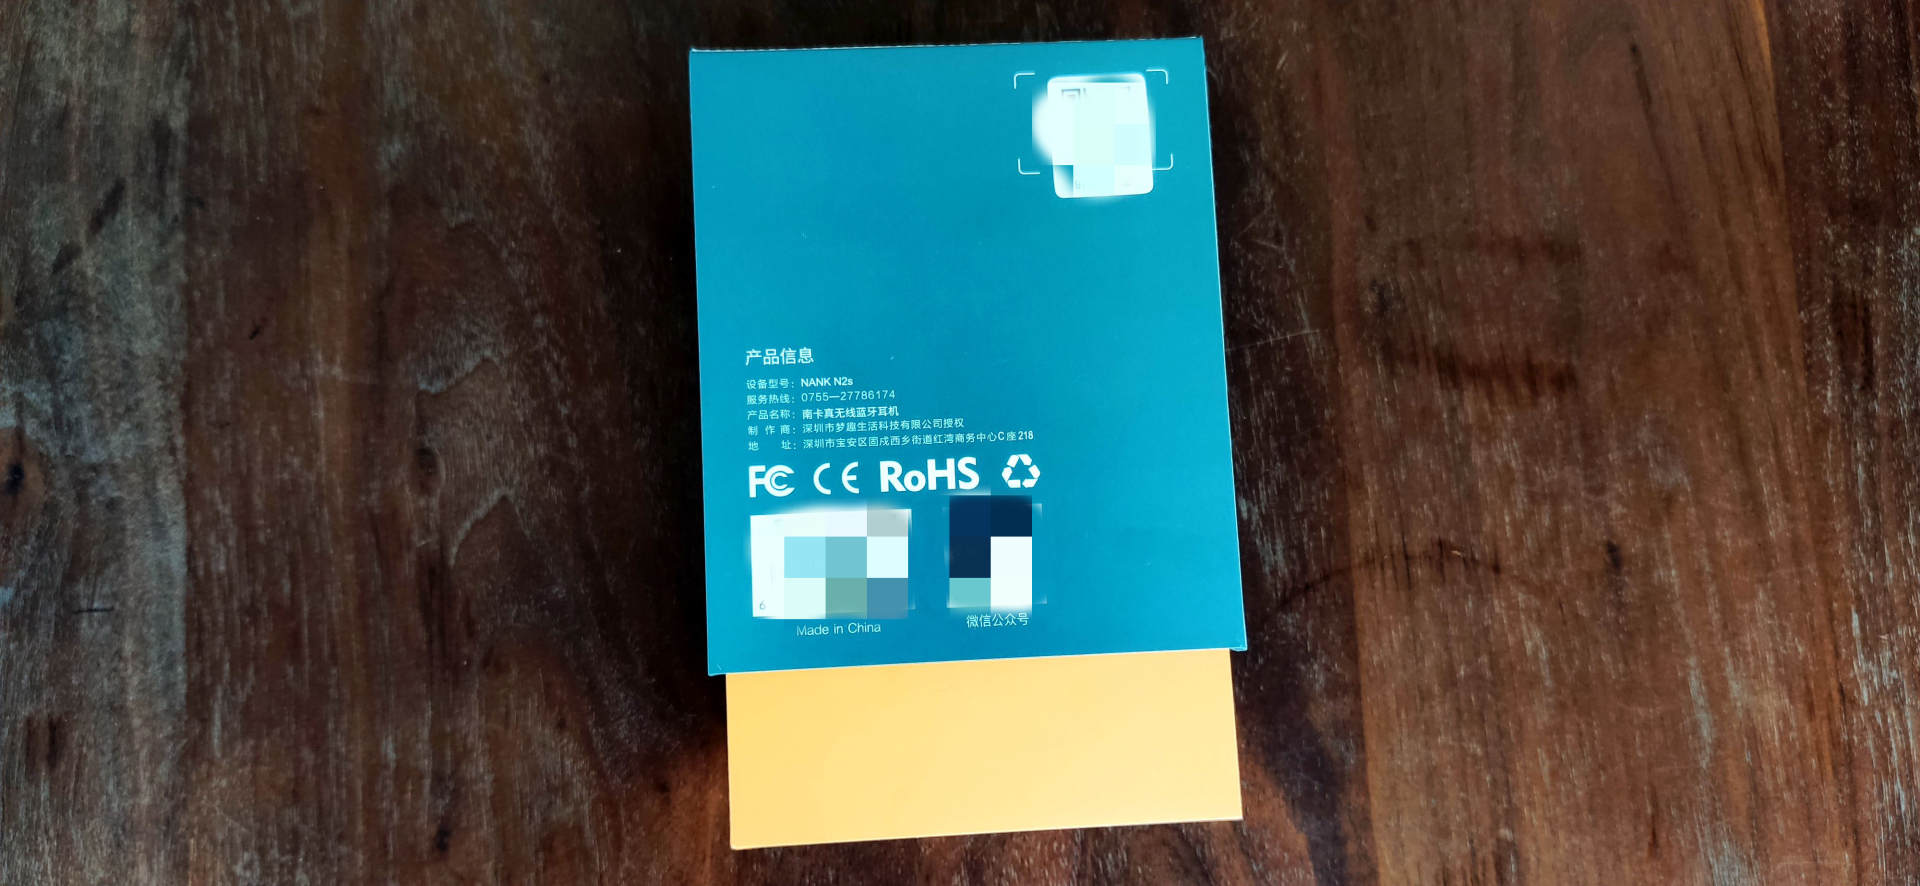 产品信息
设备型号：NANK N2s
服务热线：0755—27786174
产品名称：南卡真无线蓝牙耳机
制作商：深圳市梦趣生活科技有限公司授权
地址：深圳市宝安区固戍西乡街道红湾商务中心C座218
FC CE RoHS
6
Made in China
微信公众号